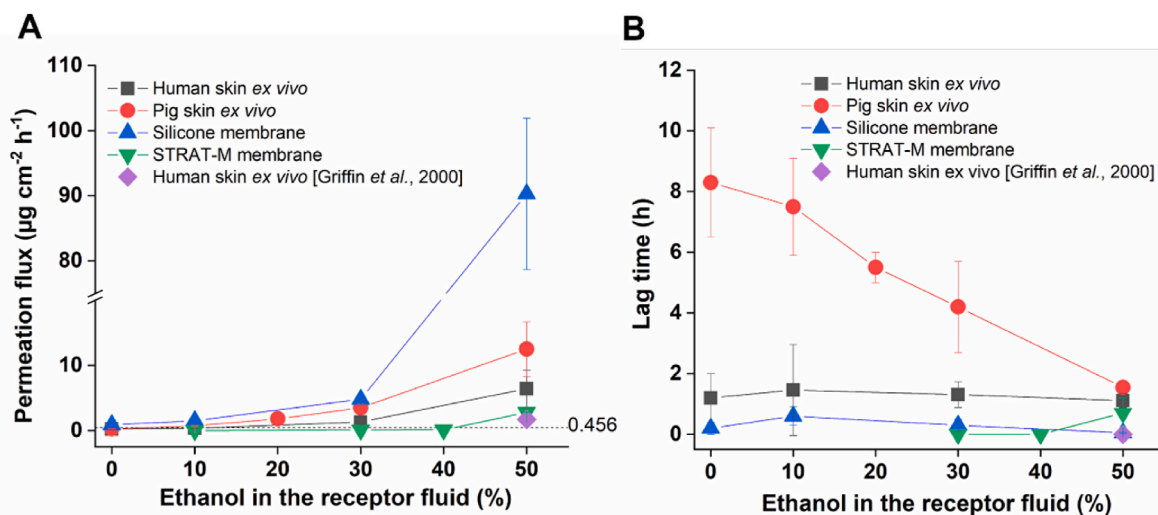 A
Permeation flux (µg cm⁻² h⁻¹)
110
100
90
80
10
0
Human skin ex vivo
Pig skin ex vivo
Silicone membrane
STRAT-M membrane
Human skin ex vivo [Griffin et al., 2000]
0.456
0 10 20 30 40 50
Ethanol in the receptor fluid (%)
B
Lag time (h)
12
10
8
6
4
2
0
Human skin ex vivo
Pig skin ex vivo
Silicone membrane
STRAT-M membrane
Human skin ex vivo [Griffin et al., 2000]
0 10 20 30 40 50
Ethanol in the receptor fluid (%)